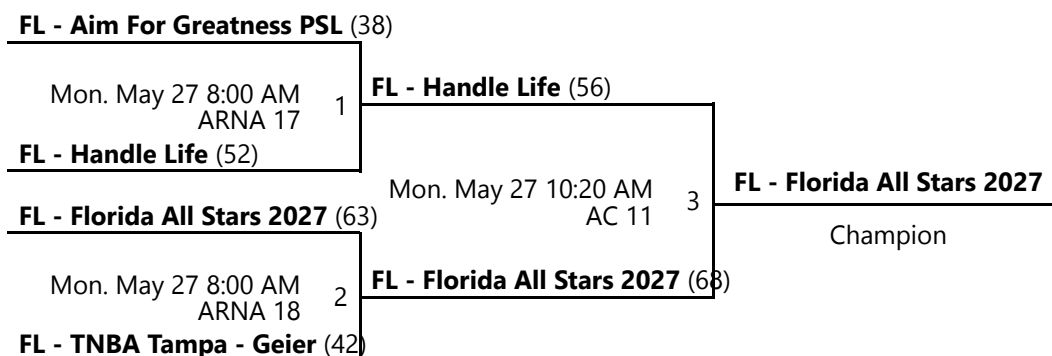 FL - Aim For Greatness PSL (38)
Mon. May 27 8:00 AM
ARNA 17
1
FL - Handle Life (56)
FL - Handle Life (52)
Mon. May 27 10:20 AM
AC 11
3
FL - Florida All Stars 2027
Champion
FL - Florida All Stars 2027 (63)
Mon. May 27 8:00 AM
ARNA 18
2
FL - Florida All Stars 2027 (68)
FL - TNBA Tampa - Geier (42)